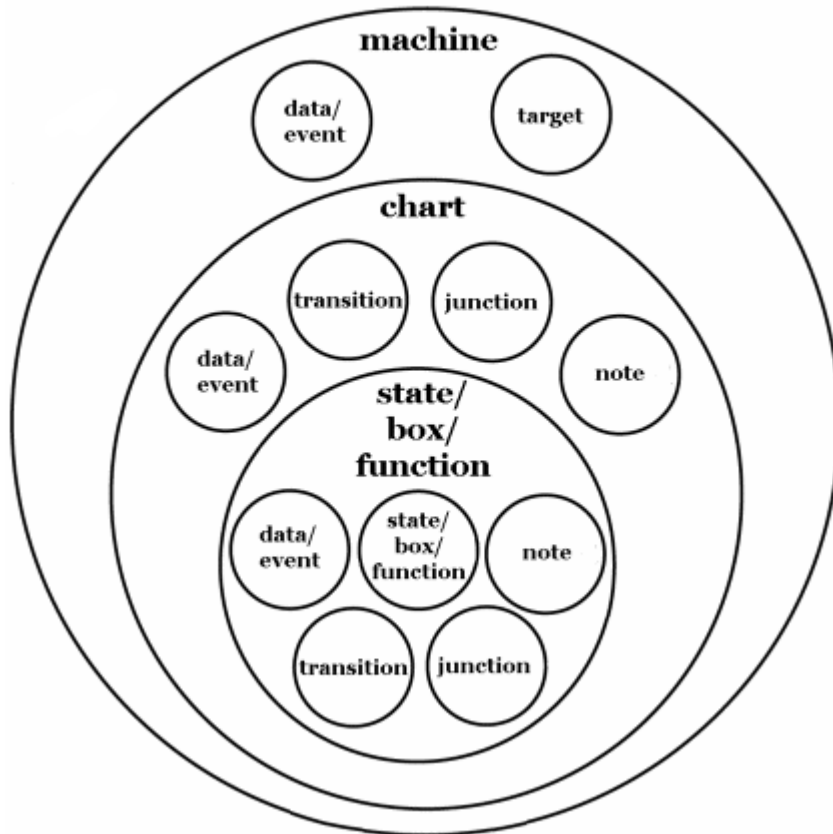 machine
data/
event
target
chart
transition
junction
data/
event
note
state/
box/
function
data/
event
state/
box/
function
note
transition
junction